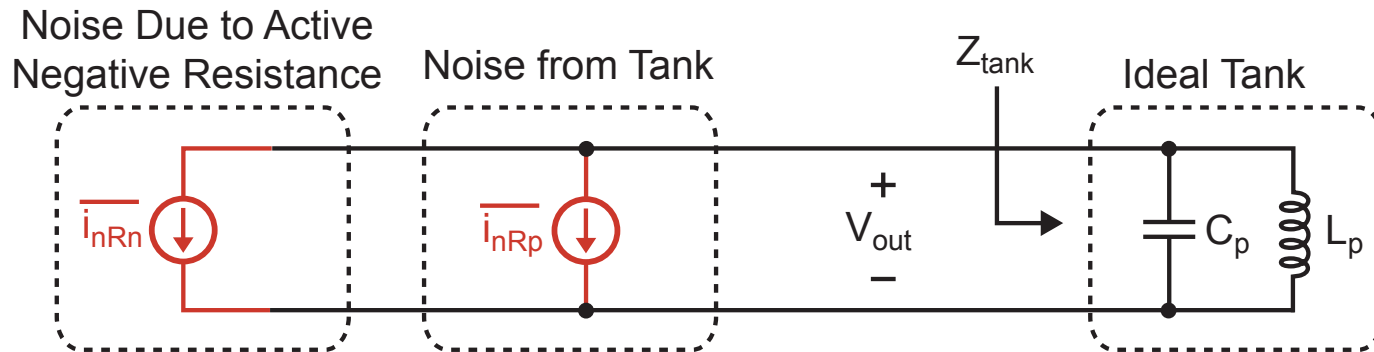 Noise Due to Active
Negative Resistance
Noise from Tank
Z_tank
Ideal Tank
i_nRn
i_nRp
+
V_out
−
C_p
L_p